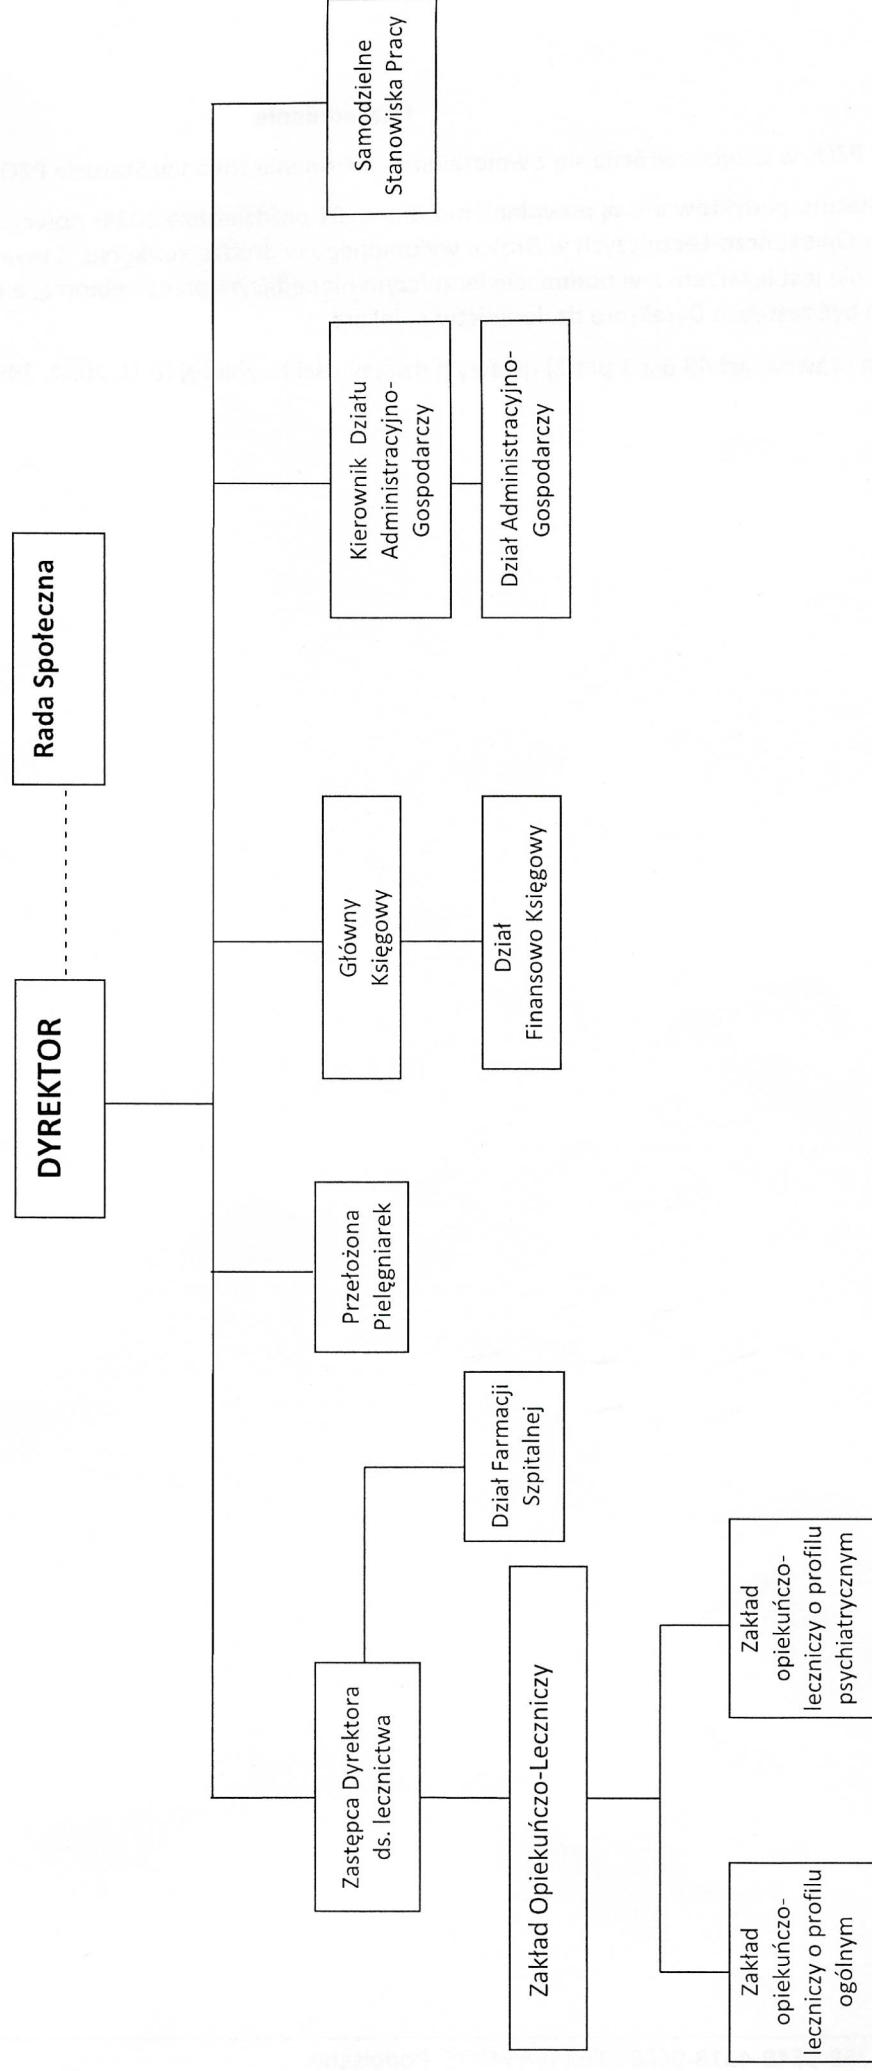 DYREKTOR
Rada Społeczna
Zastępca Dyrektora
ds. lecznictwa
Przełożona
Pielęgniarek
Główny
Księgowy
Kierownik Działu
Administracyjno-
Gospodarczy
Samodzielne
Stanowiska Pracy
Dział Farmacji
Szpitalnej
Dział
Finansowo Księgowy
Dział Administracyjno-
Gospodarczy
Zakład Opiekuńczo-Leczniczy
Zakład
opiekuńczo-
leczniczy o profilu
ogólnym
Zakład
opiekuńczo-
leczniczy o profilu
psychiatrycznym